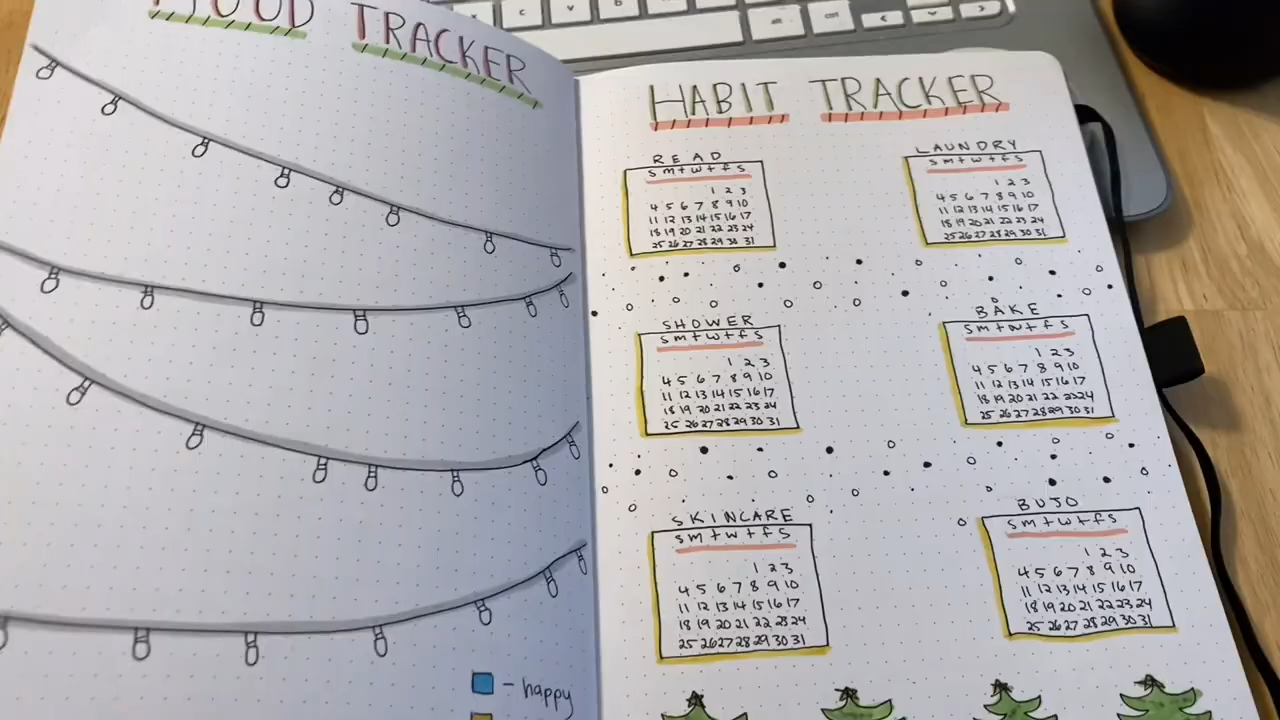 MOOD TRACKER
- happy
HABIT TRACKER
READ
s m t w t f s
1 2 3
4 5 6 7 8 9 10
11 12 13 14 15 16 17
18 19 20 21 22 23 24
25 26 27 28 29 30 31
LAUNDRY
s m t w t f s
1 2 3
4 5 6 7 8 9 10
11 12 13 14 15 16 17
18 19 20 21 22 23 24
25 26 27 28 29 30 31
SHOWER
s m t w t f s
1 2 3
4 5 6 7 8 9 10
11 12 13 14 15 16 17
18 19 20 21 22 23 24
25 26 27 28 29 30 31
BAKE
s m t w t f s
1 2 3
4 5 6 7 8 9 10
11 12 13 14 15 16 17
18 19 20 21 22 23 24
25 26 27 28 29 30 31
SKINCARE
s m t w t f s
1 2 3
4 5 6 7 8 9 10
11 12 13 14 15 16 17
18 19 20 21 22 23 24
25 26 27 28 29 30 31
BUJO
s m t w t f s
1 2 3
4 5 6 7 8 9 10
11 12 13 14 15 16 17
18 19 20 21 22 23 24
25 26 27 28 29 30 31